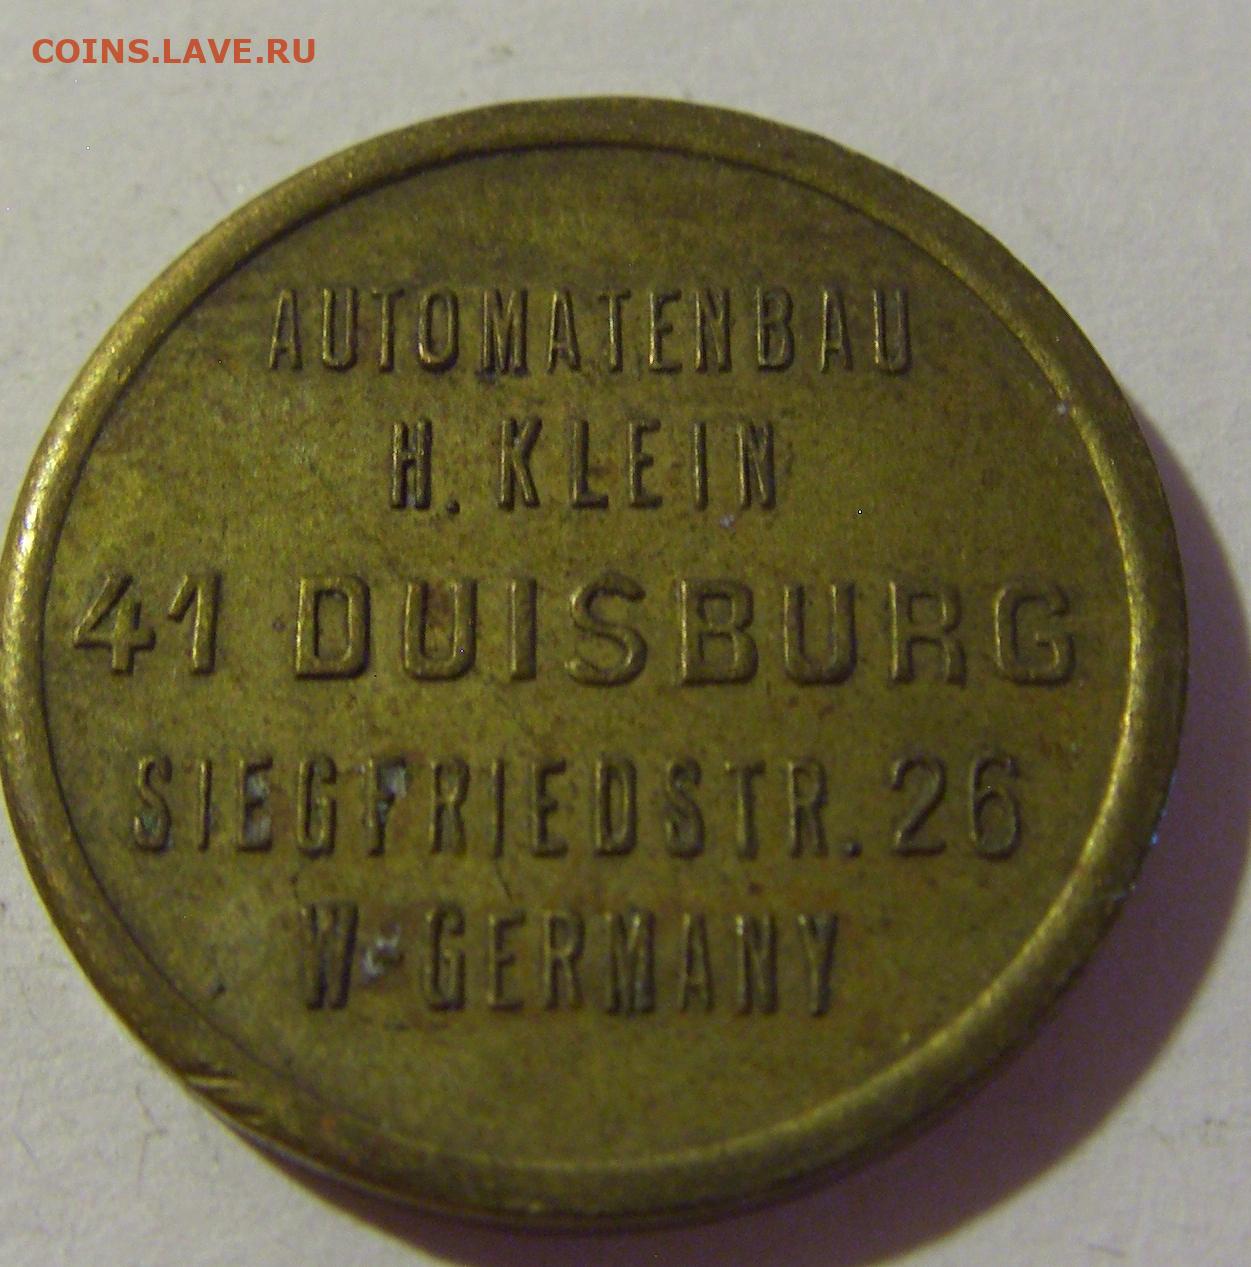 COINS.LAVE.RU
AUTOMATENBAU
H. KLEIN
41 DUISBURG
SIEGFRIEDSTR. 26
W-GERMANY